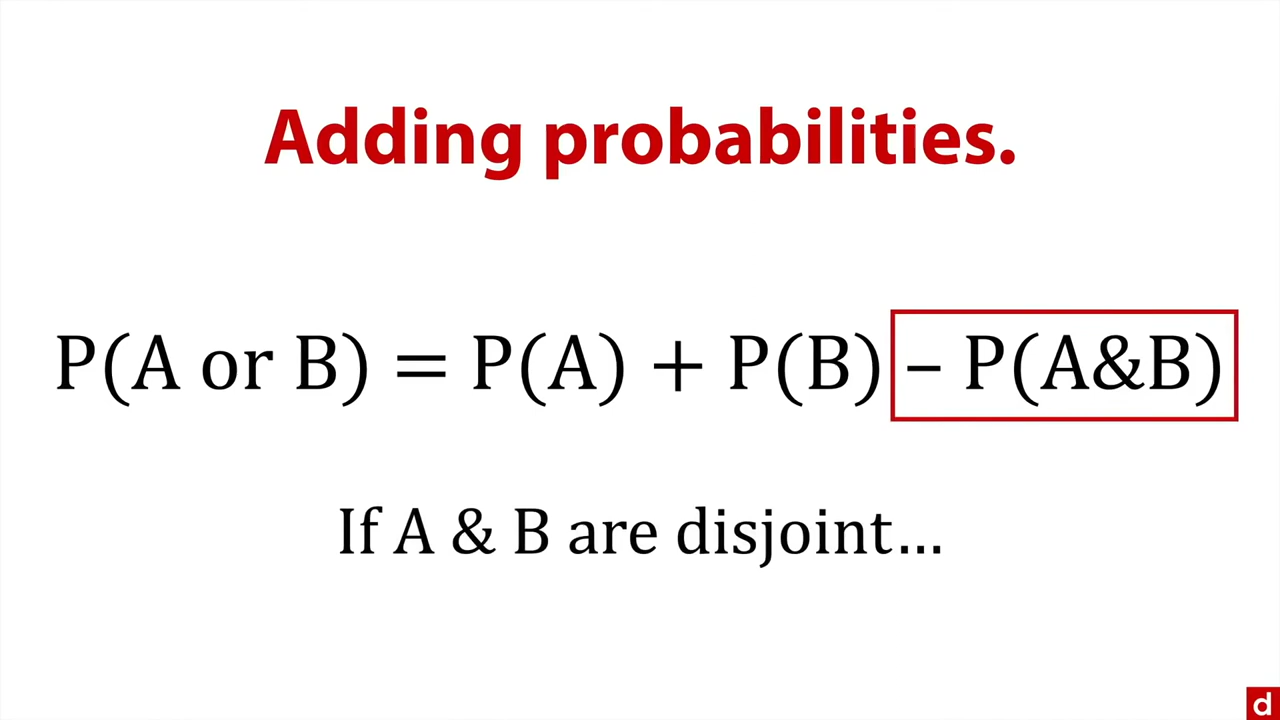 Adding probabilities.
P(A or B) = P(A) + P(B) – P(A&B)
If A & B are disjoint…
d